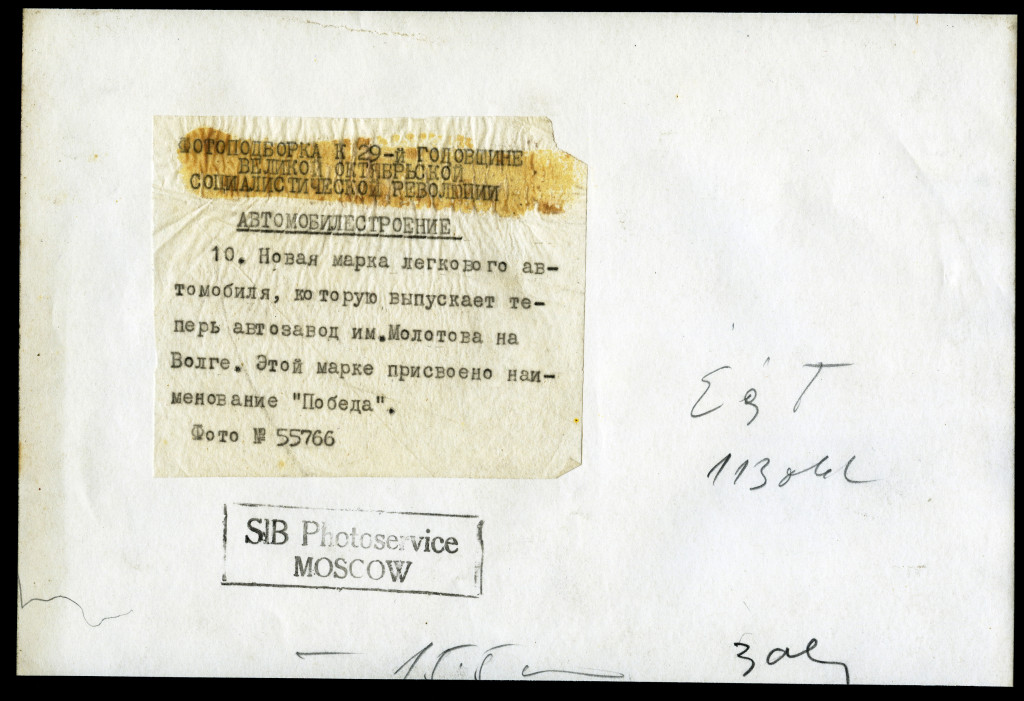 ФОТОПОДБОРКА К 29-й ГОДОВЩИНЕ
ВЕЛИКОЙ ОКТЯБРЬСКОЙ
СОЦИАЛИСТИЧЕСКОЙ РЕВОЛЮЦИИ
АВТОМОБИЛЕСТРОЕНИЕ.
10. Новая марка легкового ав-
томобиля, которую выпускает те-
перь автозавод им.Молотова на
Волге. Этой марке присвоено наи-
менование "Победа".
Фото № 55766
SIB Photoservice
MOSCOW